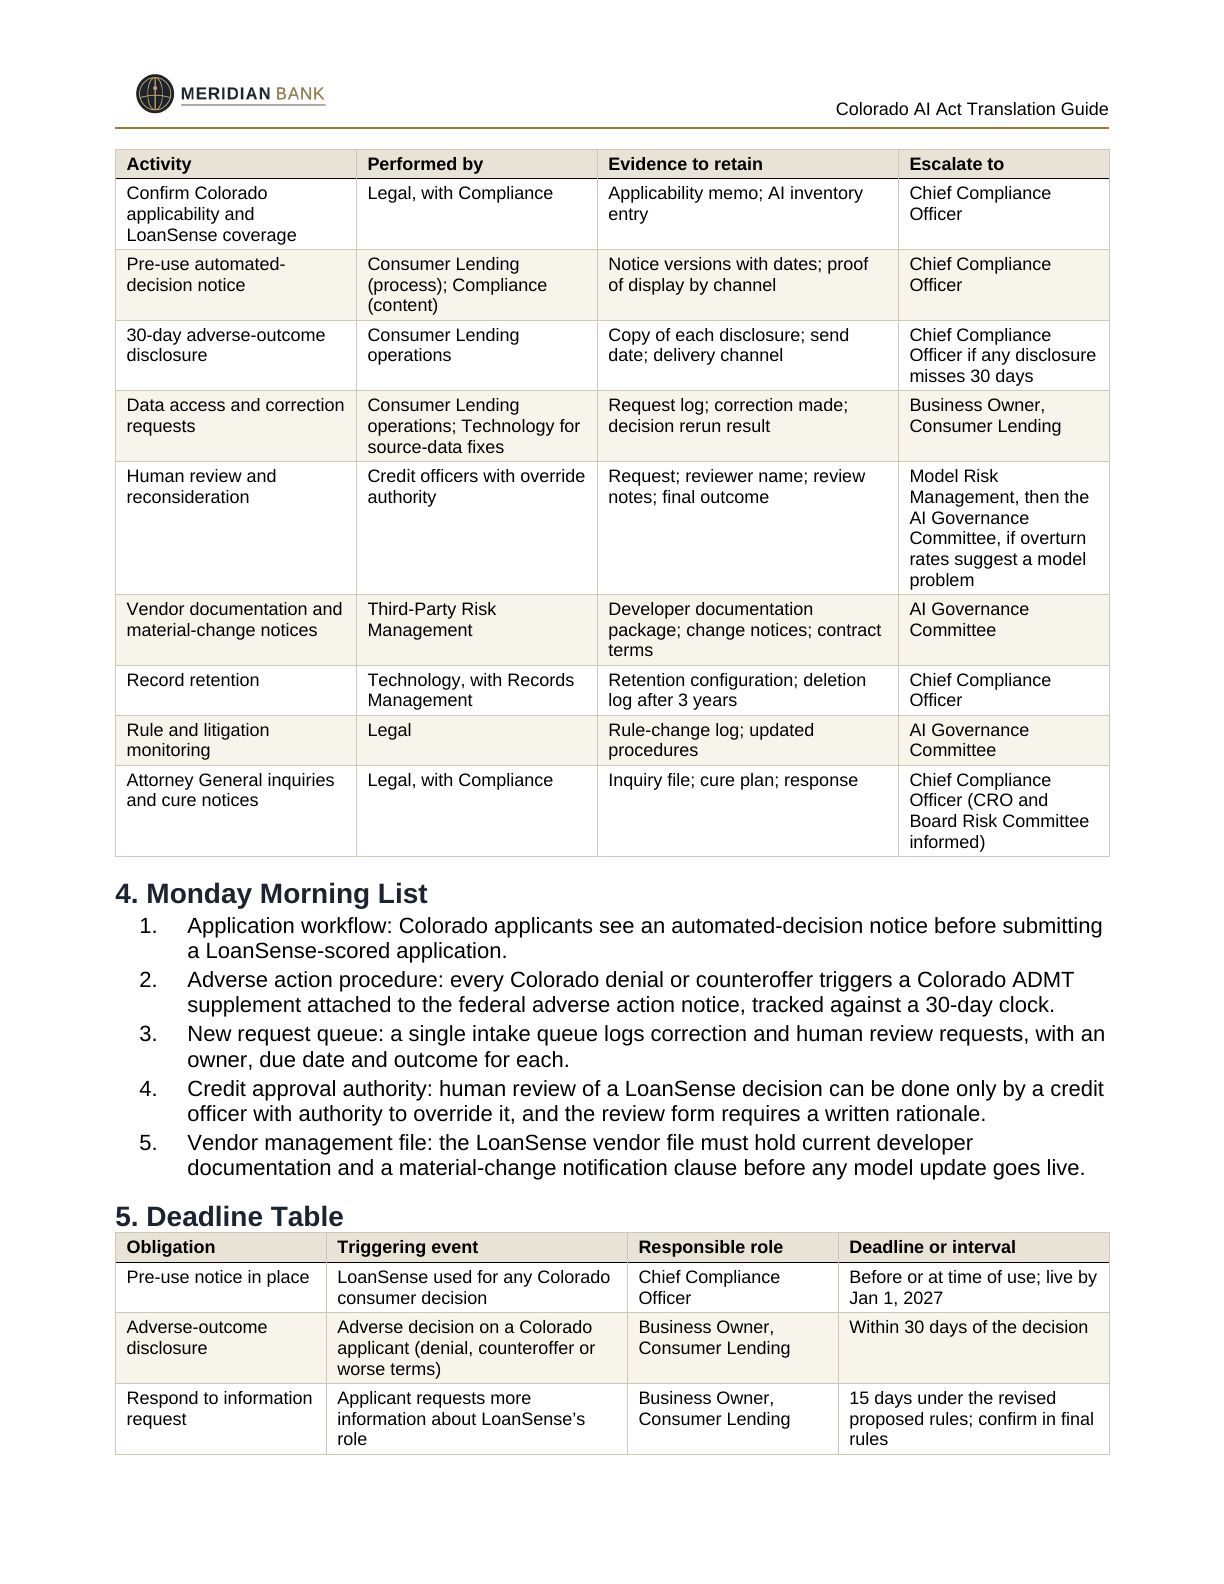 MERIDIAN BANK
Colorado AI Act Translation Guide
Activity
Performed by
Evidence to retain
Escalate to
Confirm Colorado
applicability and
LoanSense coverage
Legal, with Compliance
Applicability memo; AI inventory
entry
Chief Compliance
Officer
Pre-use automated-
decision notice
Consumer Lending
(process); Compliance
(content)
Notice versions with dates; proof
of display by channel
Chief Compliance
Officer
30-day adverse-outcome
disclosure
Consumer Lending
operations
Copy of each disclosure; send
date; delivery channel
Chief Compliance
Officer if any disclosure
misses 30 days
Data access and correction
requests
Consumer Lending
operations; Technology for
source-data fixes
Request log; correction made;
decision rerun result
Business Owner,
Consumer Lending
Human review and
reconsideration
Credit officers with override
authority
Request; reviewer name; review
notes; final outcome
Model Risk
Management, then the
AI Governance
Committee, if overturn
rates suggest a model
problem
Vendor documentation and
material-change notices
Third-Party Risk
Management
Developer documentation
package; change notices; contract
terms
AI Governance
Committee
Record retention
Technology, with Records
Management
Retention configuration; deletion
log after 3 years
Chief Compliance
Officer
Rule and litigation
monitoring
Legal
Rule-change log; updated
procedures
AI Governance
Committee
Attorney General inquiries
and cure notices
Legal, with Compliance
Inquiry file; cure plan; response
Chief Compliance
Officer (CRO and
Board Risk Committee
informed)
4. Monday Morning List
1. Application workflow: Colorado applicants see an automated-decision notice before submitting
a LoanSense-scored application.
2. Adverse action procedure: every Colorado denial or counteroffer triggers a Colorado ADMT
supplement attached to the federal adverse action notice, tracked against a 30-day clock.
3. New request queue: a single intake queue logs correction and human review requests, with an
owner, due date and outcome for each.
4. Credit approval authority: human review of a LoanSense decision can be done only by a credit
officer with authority to override it, and the review form requires a written rationale.
5. Vendor management file: the LoanSense vendor file must hold current developer
documentation and a material-change notification clause before any model update goes live.
5. Deadline Table
Obligation
Triggering event
Responsible role
Deadline or interval
Pre-use notice in place
LoanSense used for any Colorado
consumer decision
Chief Compliance
Officer
Before or at time of use; live by
Jan 1, 2027
Adverse-outcome
disclosure
Adverse decision on a Colorado
applicant (denial, counteroffer or
worse terms)
Business Owner,
Consumer Lending
Within 30 days of the decision
Respond to information
request
Applicant requests more
information about LoanSense’s
role
Business Owner,
Consumer Lending
15 days under the revised
proposed rules; confirm in final
rules